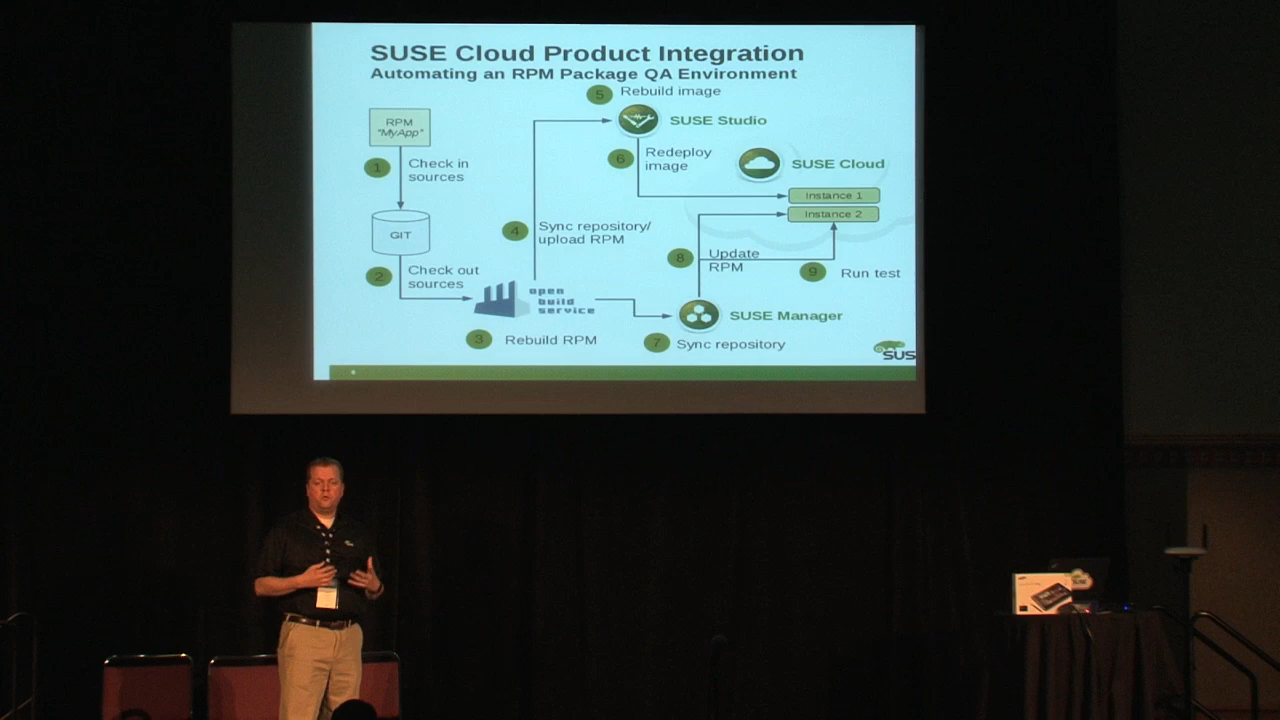 SUSE Cloud Product Integration
Automating an RPM Package QA Environment
5 Rebuild image
RPM
"MyApp"
SUSE Studio
1 Check in
sources
6 Redeploy
image
SUSE Cloud
Instance 1
Instance 2
GIT
4 Sync repository/
upload RPM
8 Update
RPM
2 Check out
sources
9 Run test
open
build
service
SUSE Manager
3 Rebuild RPM
7 Sync repository
SUS